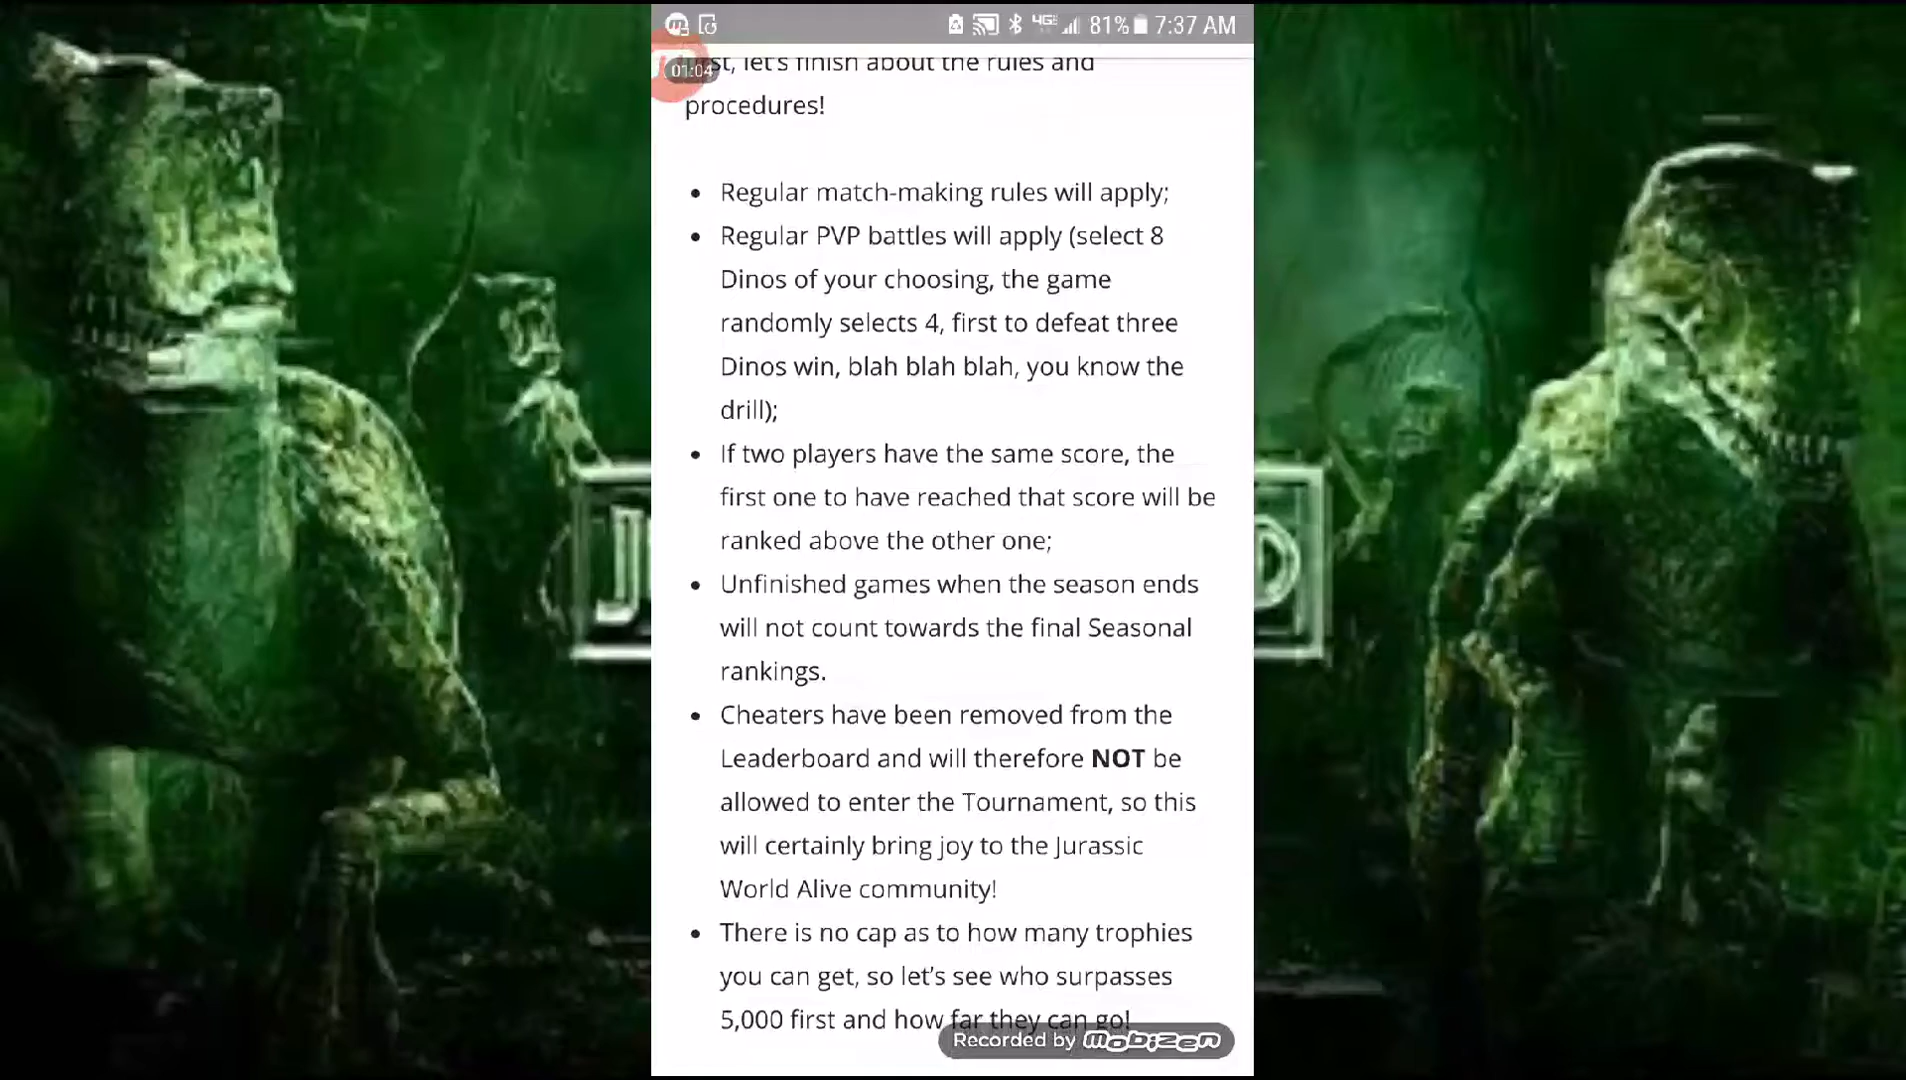 4G 81% 7:37 AM
01:04
first, let's finish about the rules and
procedures!
• Regular match-making rules will apply;
• Regular PVP battles will apply (select 8
Dinos of your choosing, the game
randomly selects 4, first to defeat three
Dinos win, blah blah blah, you know the
drill);
• If two players have the same score, the
first one to have reached that score will be
ranked above the other one;
• Unfinished games when the season ends
will not count towards the final Seasonal
rankings.
• Cheaters have been removed from the
Leaderboard and will therefore NOT be
allowed to enter the Tournament, so this
will certainly bring joy to the Jurassic
World Alive community!
• There is no cap as to how many trophies
you can get, so let's see who surpasses
5,000 first and how far they can go!
Recorded by mobizen
J
D